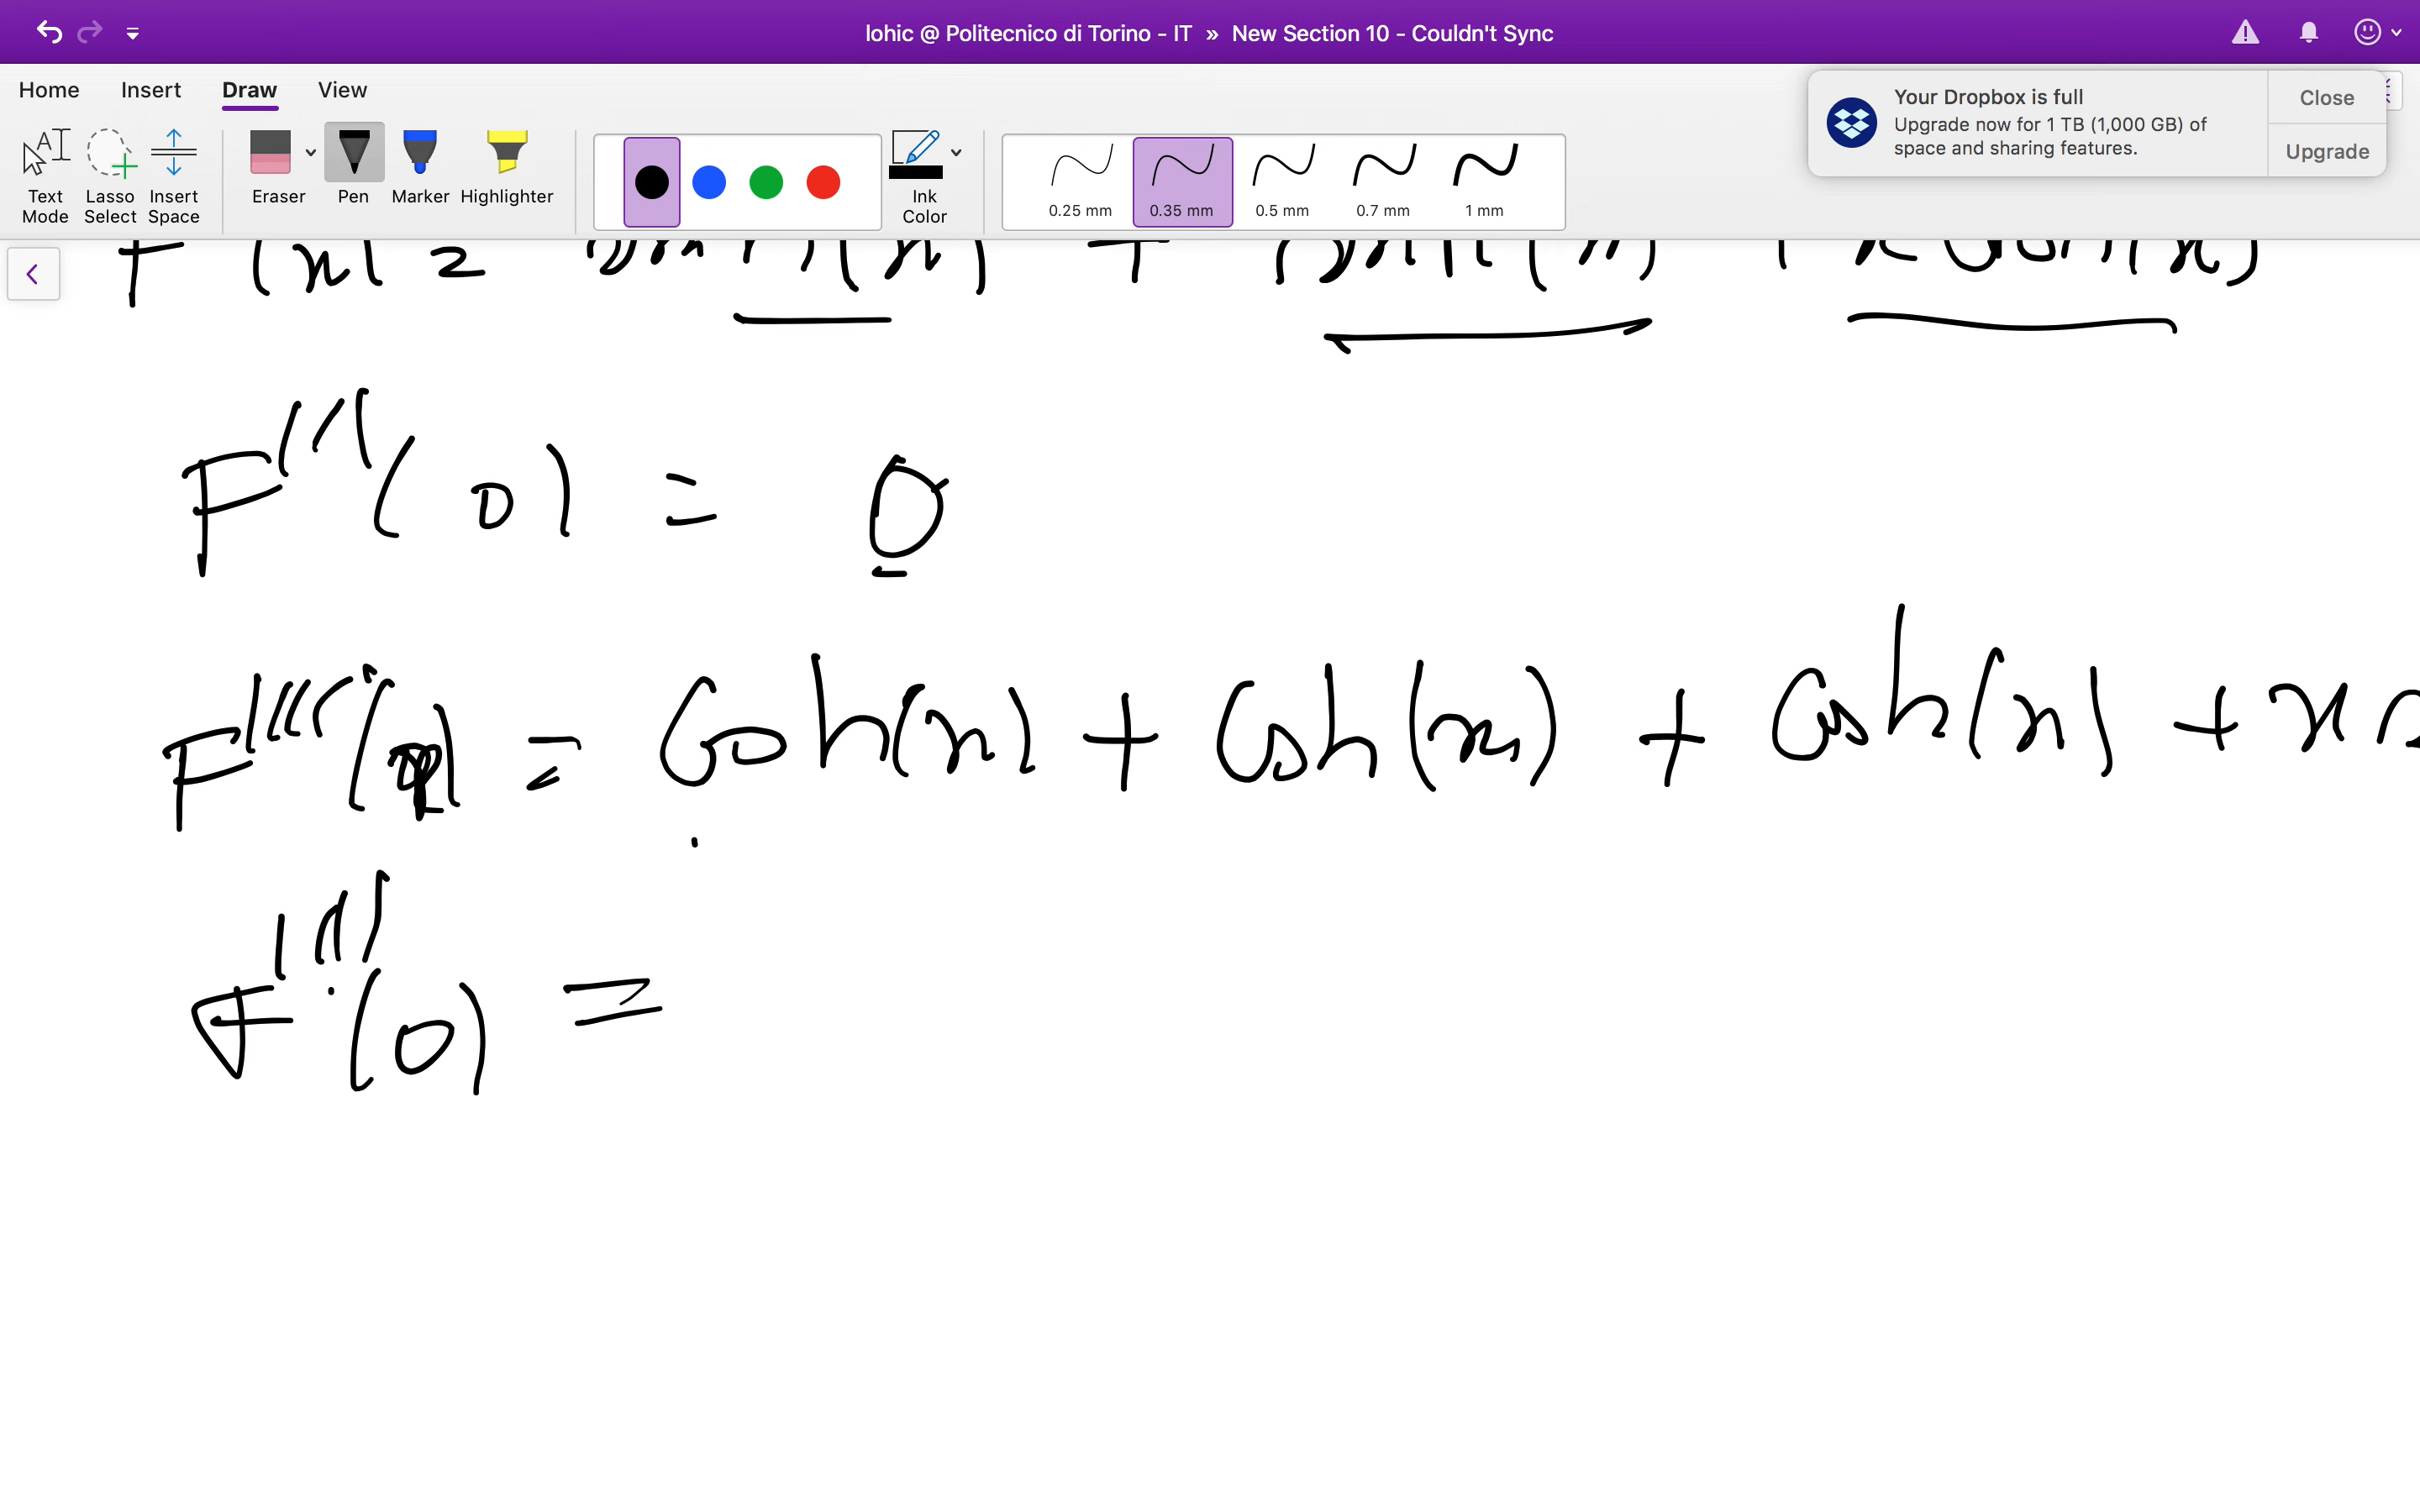 lohic @ Politecnico di Torino - IT » New Section 10 - Couldn't Sync
Home Insert Draw View
Your Dropbox is full
Upgrade now for 1 TB (1,000 GB) of
space and sharing features.
Close
Upgrade
Text Mode
Lasso Select
Insert Space
Eraser
Pen
Marker
Highlighter
Ink Color
0.25 mm 0.35 mm 0.5 mm 0.7 mm 1 mm
F'''(0) = 0
F''''(x) = Coh(x) + Cosh(x) + Cosh(x) + x
F''''(0) =